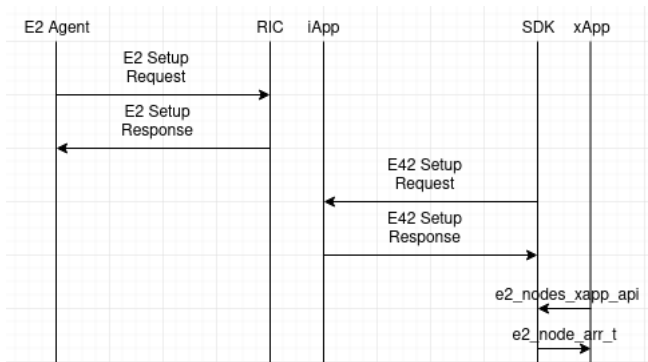 E2 Agent RIC iApp SDK xApp
E2 Setup
Request
E2 Setup
Response
E42 Setup
Request
E42 Setup
Response
e2_nodes_xapp_api
e2_node_arr_t